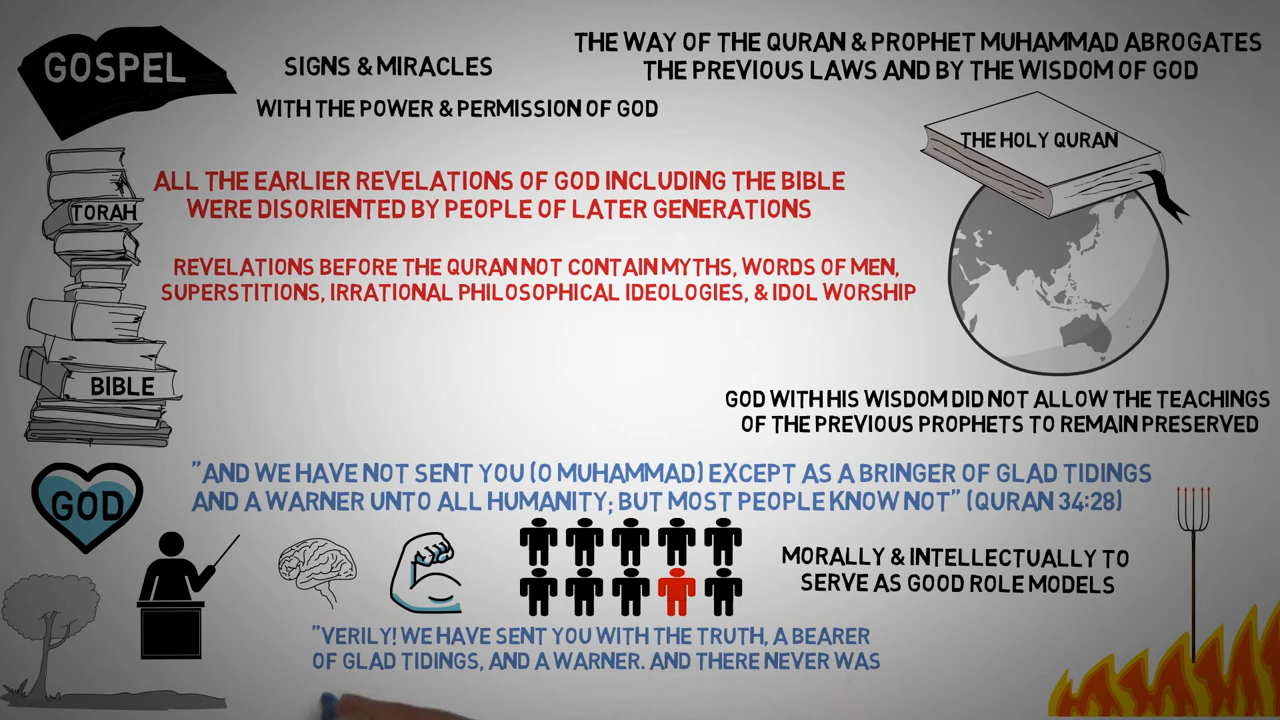 GOSPEL
SIGNS & MIRACLES
WITH THE POWER & PERMISSION OF GOD
THE WAY OF THE QURAN & PROPHET MUHAMMAD ABROGATES
THE PREVIOUS LAWS AND BY THE WISDOM OF GOD
THE HOLY QURAN
ALL THE EARLIER REVELATIONS OF GOD INCLUDING THE BIBLE
WERE DISORIENTED BY PEOPLE OF LATER GENERATIONS
TORAH
REVELATIONS BEFORE THE QURAN NOT CONTAIN MYTHS, WORDS OF MEN,
SUPERSTITIONS, IRRATIONAL PHILOSOPHICAL IDEOLOGIES, & IDOL WORSHIP
BIBLE
GOD WITH HIS WISDOM DID NOT ALLOW THE TEACHINGS
OF THE PREVIOUS PROPHETS TO REMAIN PRESERVED
"AND WE HAVE NOT SENT YOU (O MUHAMMAD) EXCEPT AS A BRINGER OF GLAD TIDINGS
AND A WARNER UNTO ALL HUMANITY; BUT MOST PEOPLE KNOW NOT" (QURAN 34:28)
GOD
MORALLY & INTELLECTUALLY TO
SERVE AS GOOD ROLE MODELS
"VERILY! WE HAVE SENT YOU WITH THE TRUTH, A BEARER
OF GLAD TIDINGS, AND A WARNER. AND THERE NEVER WAS